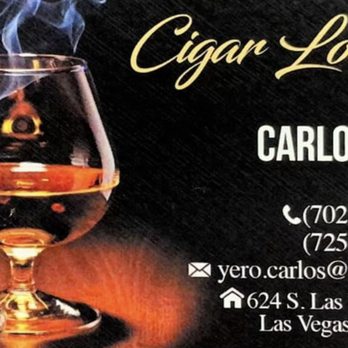 Cigar Lo
CARLO
(702
(725
yero.carlos@
624 S. Las
Las Vegas